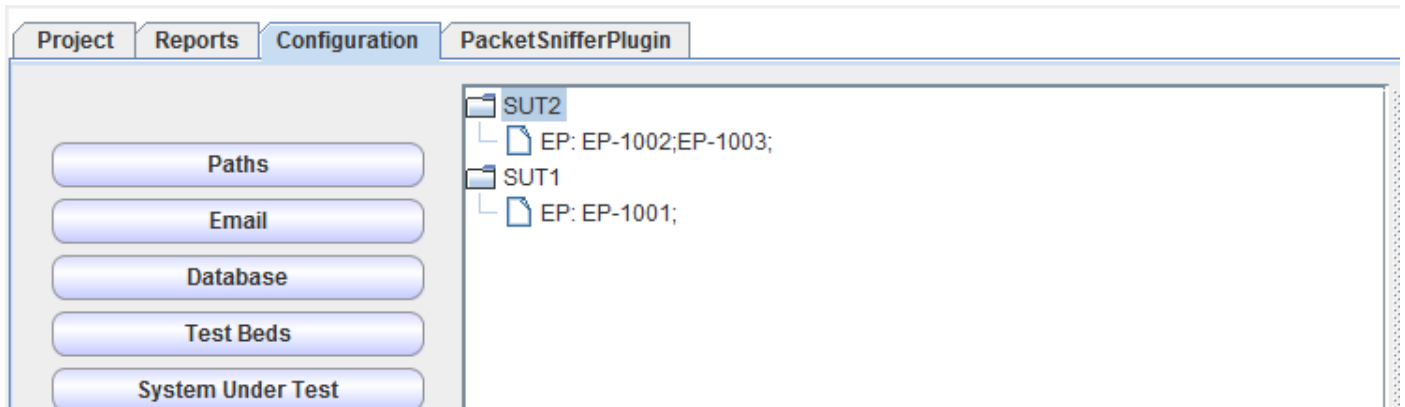 Project Reports Configuration PacketSnifferPlugin
SUT2
EP: EP-1002;EP-1003;
SUT1
EP: EP-1001;
Paths
Email
Database
Test Beds
System Under Test